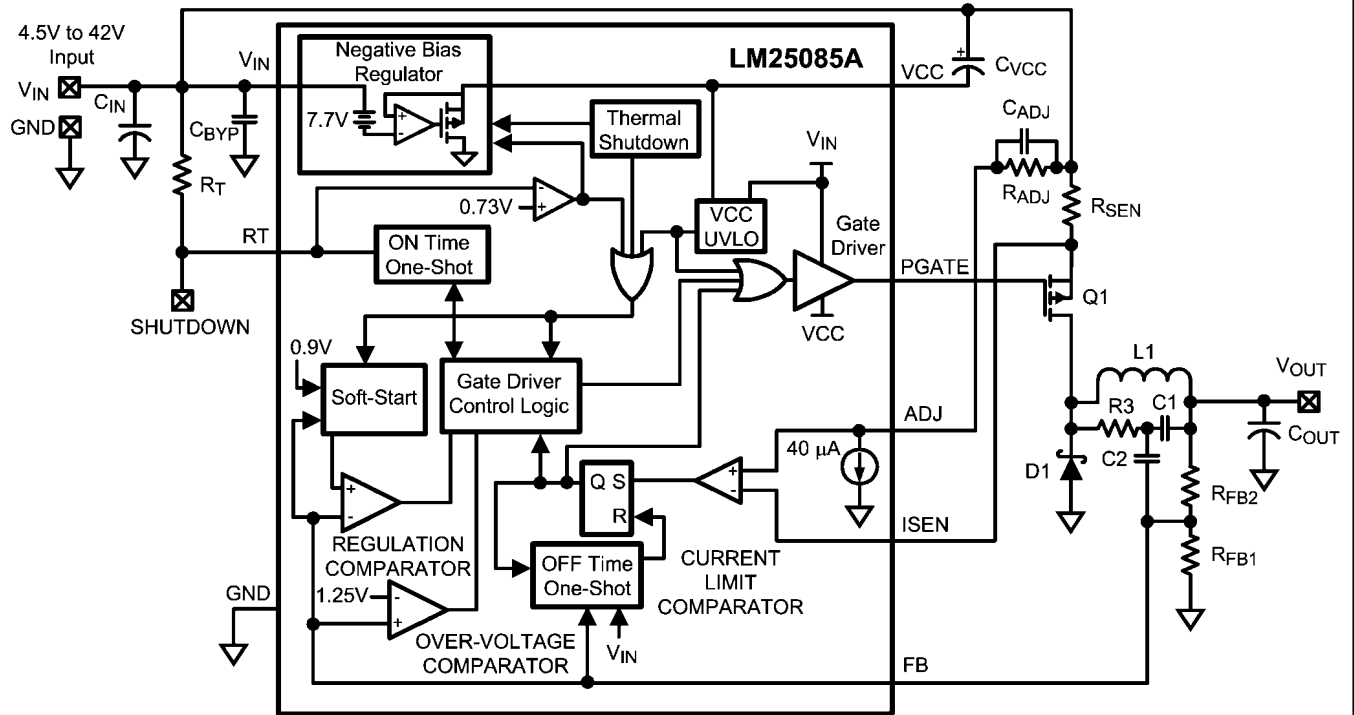 4.5V to 42V
Input
VIN
GND
CIN
CBYP
VIN
RT
RT
SHUTDOWN
LM25085A
Negative Bias
Regulator
7.7V
+
-
Thermal
Shutdown
-
0.73V
+
VCC
UVLO
VIN
Gate
Driver
VCC
ON Time
One-Shot
0.9V
Soft-Start
Gate Driver
Control Logic
+
-
REGULATION
COMPARATOR
1.25V
-
+
OVER-VOLTAGE
COMPARATOR
GND
Q S
R
OFF Time
One-Shot
VIN
+
-
CURRENT
LIMIT
COMPARATOR
40 μA
VCC
+
CVCC
CADJ
RADJ
RSEN
PGATE
Q1
ADJ
ISEN
FB
L1
R3
C1
C2
D1
VOUT
COUT
RFB2
RFB1